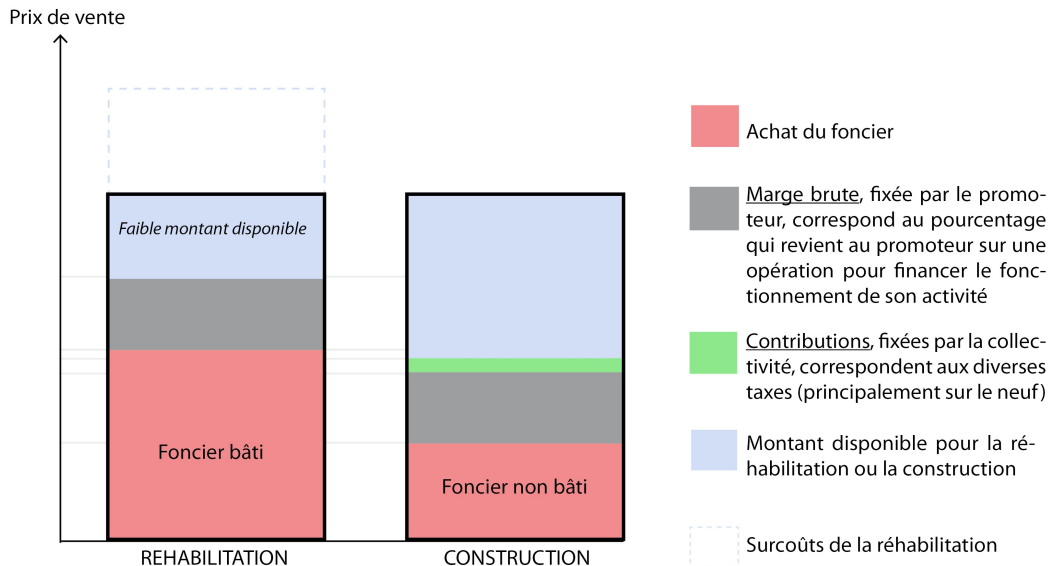 Prix de vente
Faible montant disponible
Foncier bâti
Foncier non bâti
REHABILITATION
CONSTRUCTION
Achat du foncier
Marge brute, fixée par le promo-
teur, correspond au pourcentage
qui revient au promoteur sur une
opération pour financer le fonc-
tionnement de son activité
Contributions, fixées par la collec-
tivité, correspondent aux diverses
taxes (principalement sur le neuf)
Montant disponible pour la ré-
habilitation ou la construction
Surcoûts de la réhabilitation